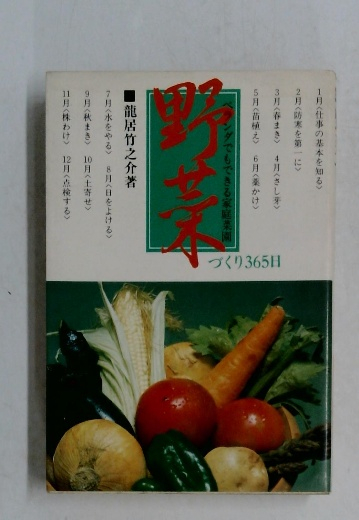 1月〈仕事の基本を知る〉
2月〈防寒を第一に〉
3月〈春まき〉 4月〈さし芽〉
5月〈苗植え〉 6月〈薬かけ〉
ベランダでもできる家庭菜園
野菜
づくり365日
■龍居竹之介著
7月〈水をやる〉 8月〈日をよける〉
9月〈秋まき〉 10月〈土寄せ〉
11月〈株わけ〉 12月〈点検する〉